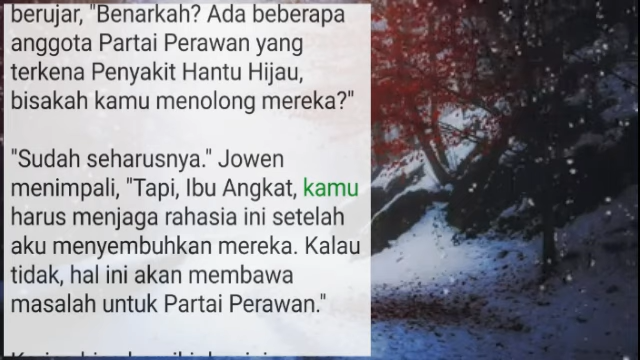 berujar, "Benarkah? Ada beberapa
anggota Partai Perawan yang
terkena Penyakit Hantu Hijau,
bisakah kamu menolong mereka?"
"Sudah seharusnya." Jowen
menimpali, "Tapi, Ibu Angkat, kamu
harus menjaga rahasia ini setelah
aku menyembuhkan mereka. Kalau
tidak, hal ini akan membawa
masalah untuk Partai Perawan."